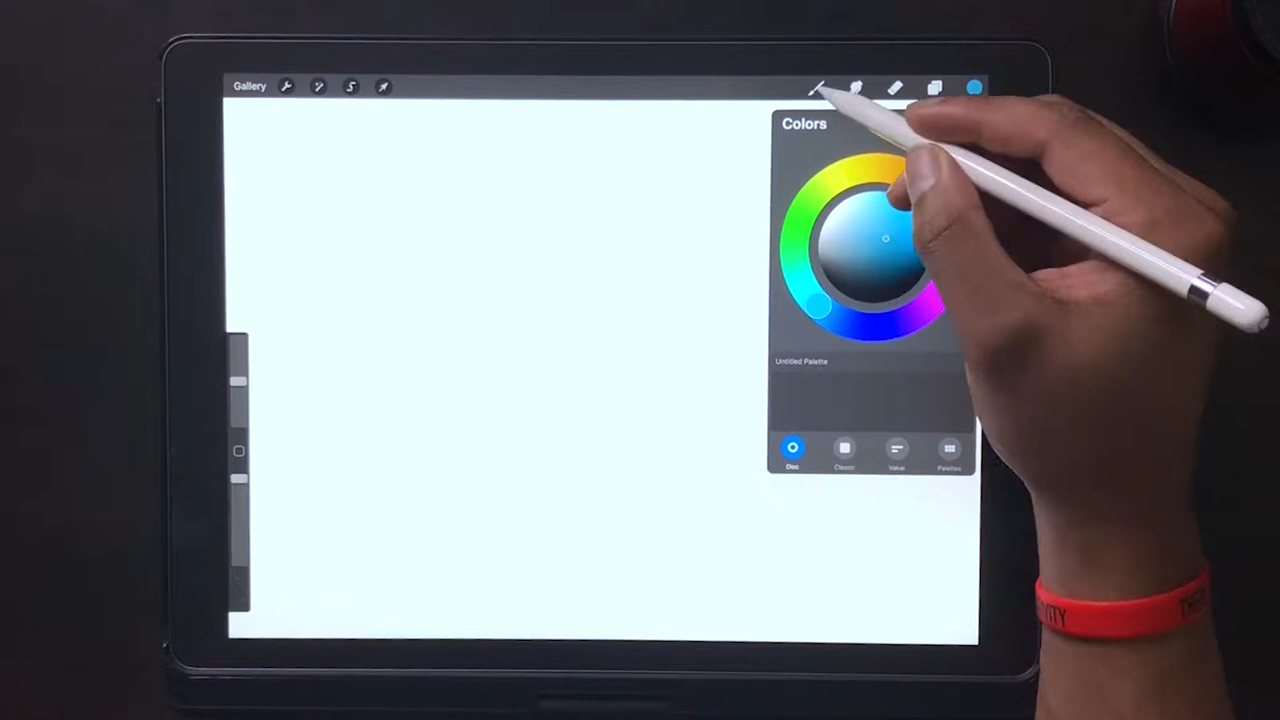 Gallery
Colors
Untitled Palette
Disc
Classic
Value
Palettes